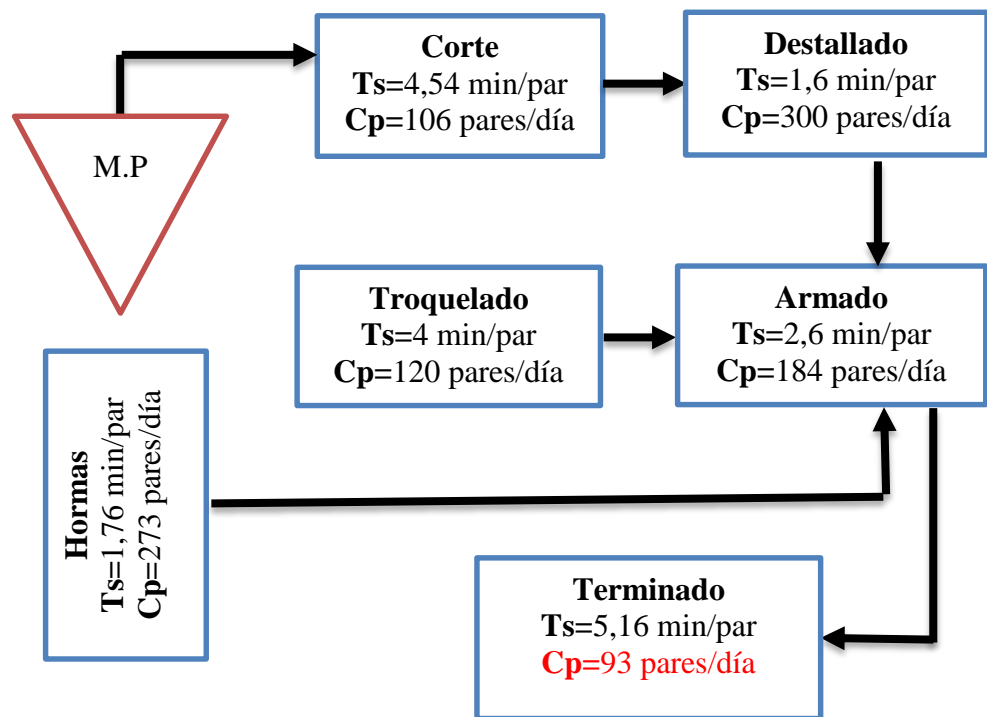 M.P
Corte
Ts=4,54 min/par
Cp=106 pares/día
Destallado
Ts=1,6 min/par
Cp=300 pares/día
Troquelado
Ts=4 min/par
Cp=120 pares/día
Armado
Ts=2,6 min/par
Cp=184 pares/día
Hormas
Ts=1,76 min/par
Cp=273 pares/día
Terminado
Ts=5,16 min/par
Cp=93 pares/día